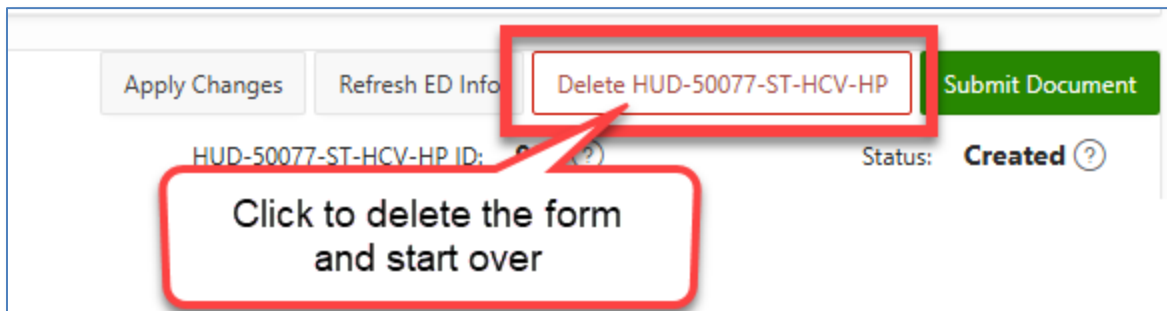 Apply Changes Refresh ED Info Delete HUD-50077-ST-HCV-HP Submit Document
HUD-50077-ST-HCV-HP ID: Status: Created ?
Click to delete the form
and start over